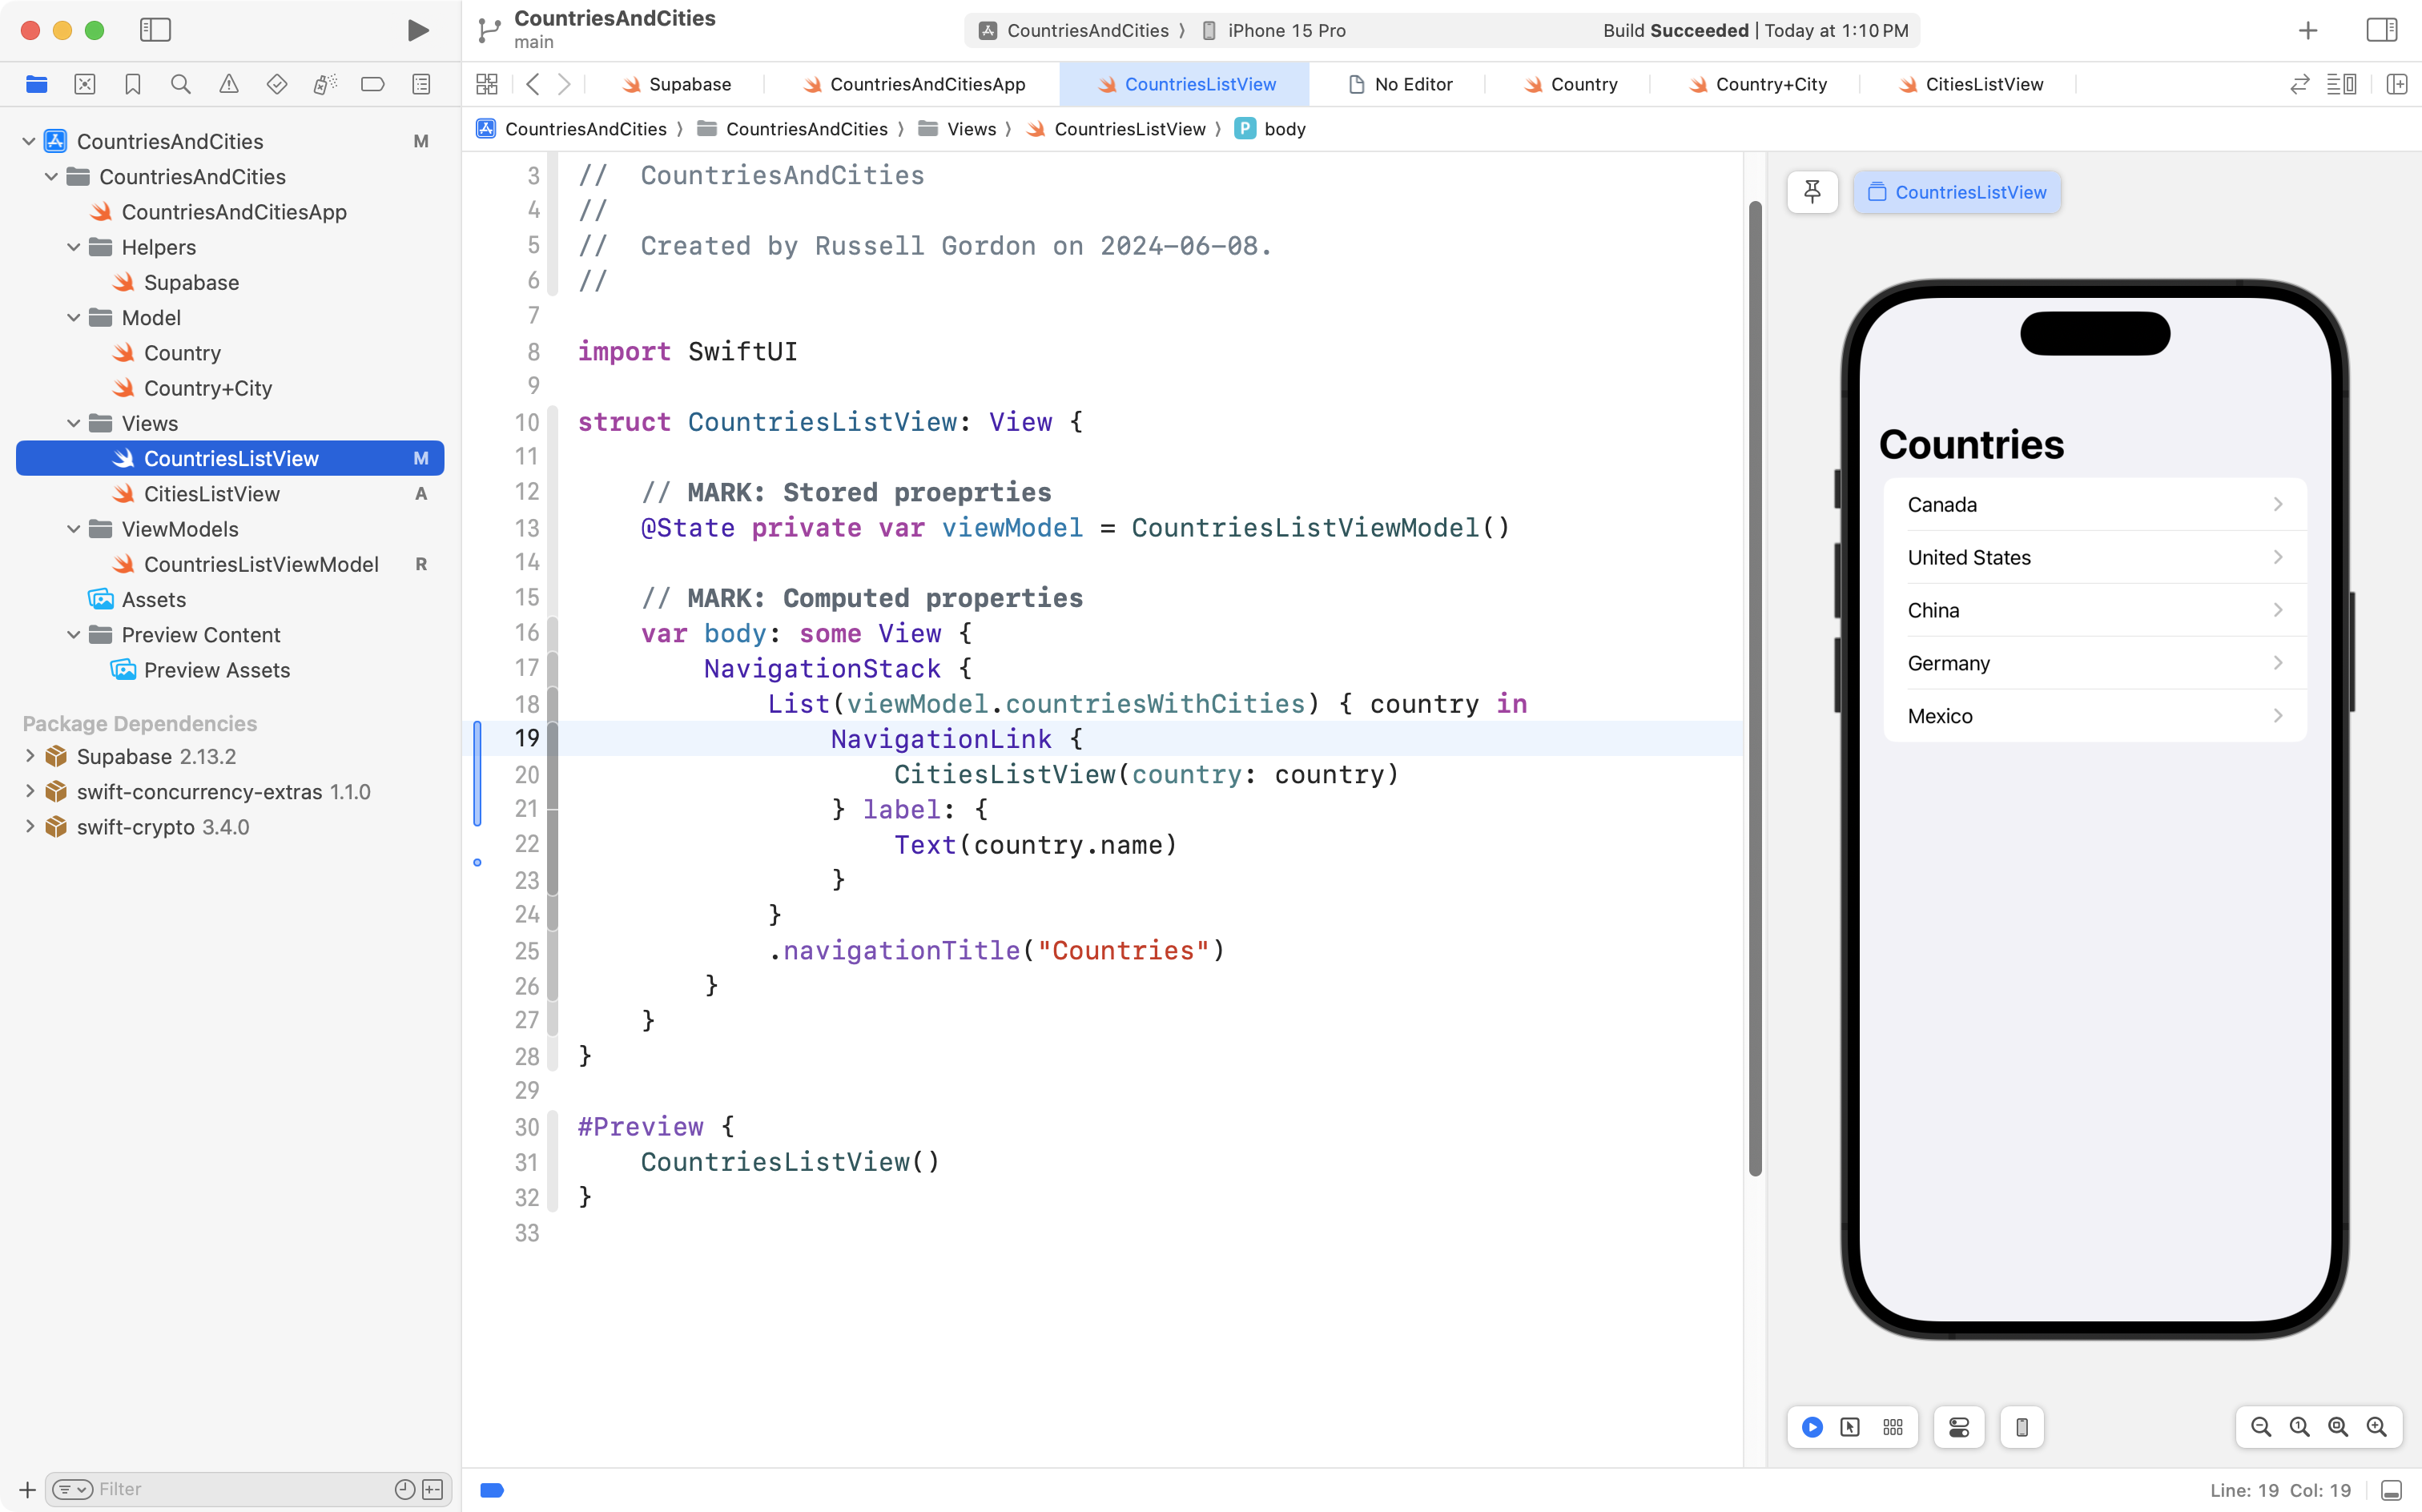 CountriesAndCities
main
CountriesAndCities 〉 iPhone 15 Pro
Build Succeeded | Today at 1:10 PM
Supabase
CountriesAndCitiesApp
CountriesListView
No Editor
Country
Country+City
CitiesListView
CountriesAndCities 〉 CountriesAndCities 〉 Views 〉 CountriesListView 〉 P body
CountriesAndCities M
CountriesAndCities
CountriesAndCitiesApp
Helpers
Supabase
Model
Country
Country+City
Views
CountriesListView M
CitiesListView A
ViewModels
CountriesListViewModel R
Assets
Preview Content
Preview Assets
Package Dependencies
Supabase 2.13.2
swift-concurrency-extras 1.1.0
swift-crypto 3.4.0
Filter
3 //  CountriesAndCities
4 //
5 //  Created by Russell Gordon on 2024-06-08.
6 //
7
8 import SwiftUI
9
10 struct CountriesListView: View {
11
12     // MARK: Stored proeprties
13     @State private var viewModel = CountriesListViewModel()
14
15     // MARK: Computed properties
16     var body: some View {
17         NavigationStack {
18             List(viewModel.countriesWithCities) { country in
19                 NavigationLink {
20                     CitiesListView(country: country)
21                 } label: {
22                     Text(country.name)
23                 }
24             }
25             .navigationTitle("Countries")
26         }
27     }
28 }
29
30 #Preview {
31     CountriesListView()
32 }
33
CountriesListView
Countries
Canada
United States
China
Germany
Mexico
Line: 19 Col: 19